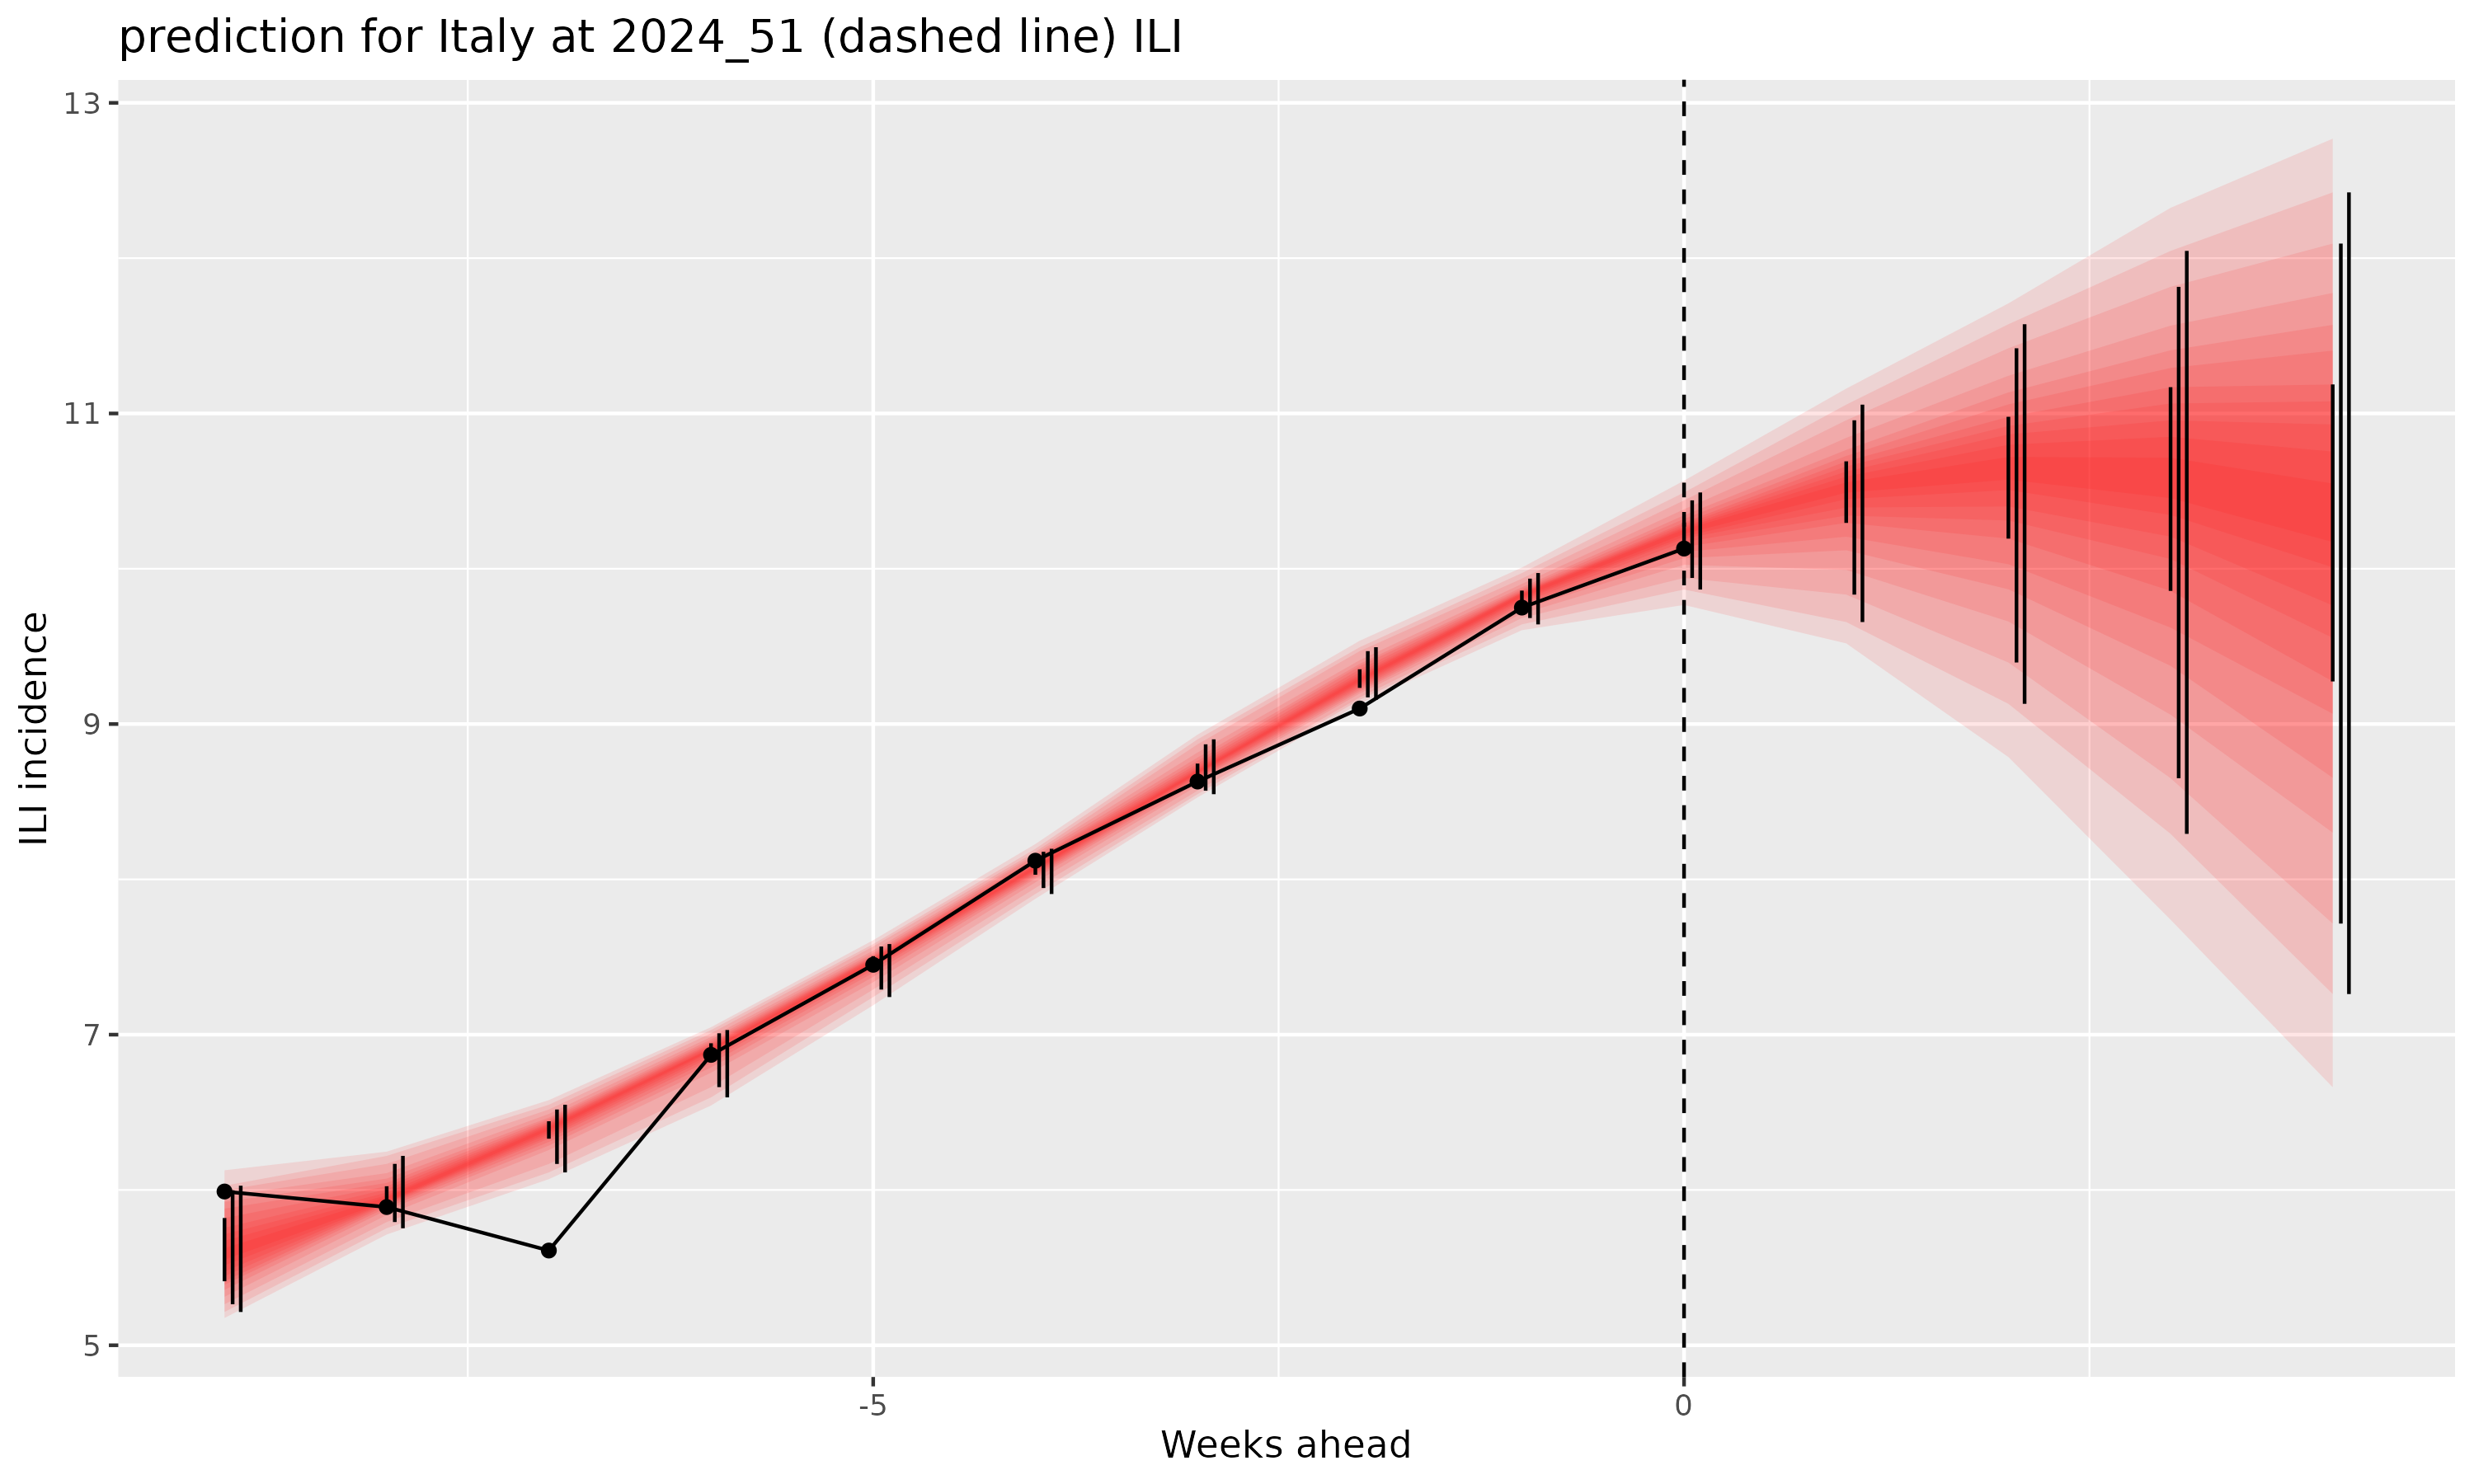 prediction for Italy at 2024_51 (dashed line) ILI
ILI incidence
13
11
9
7
5
-5
0
Weeks ahead